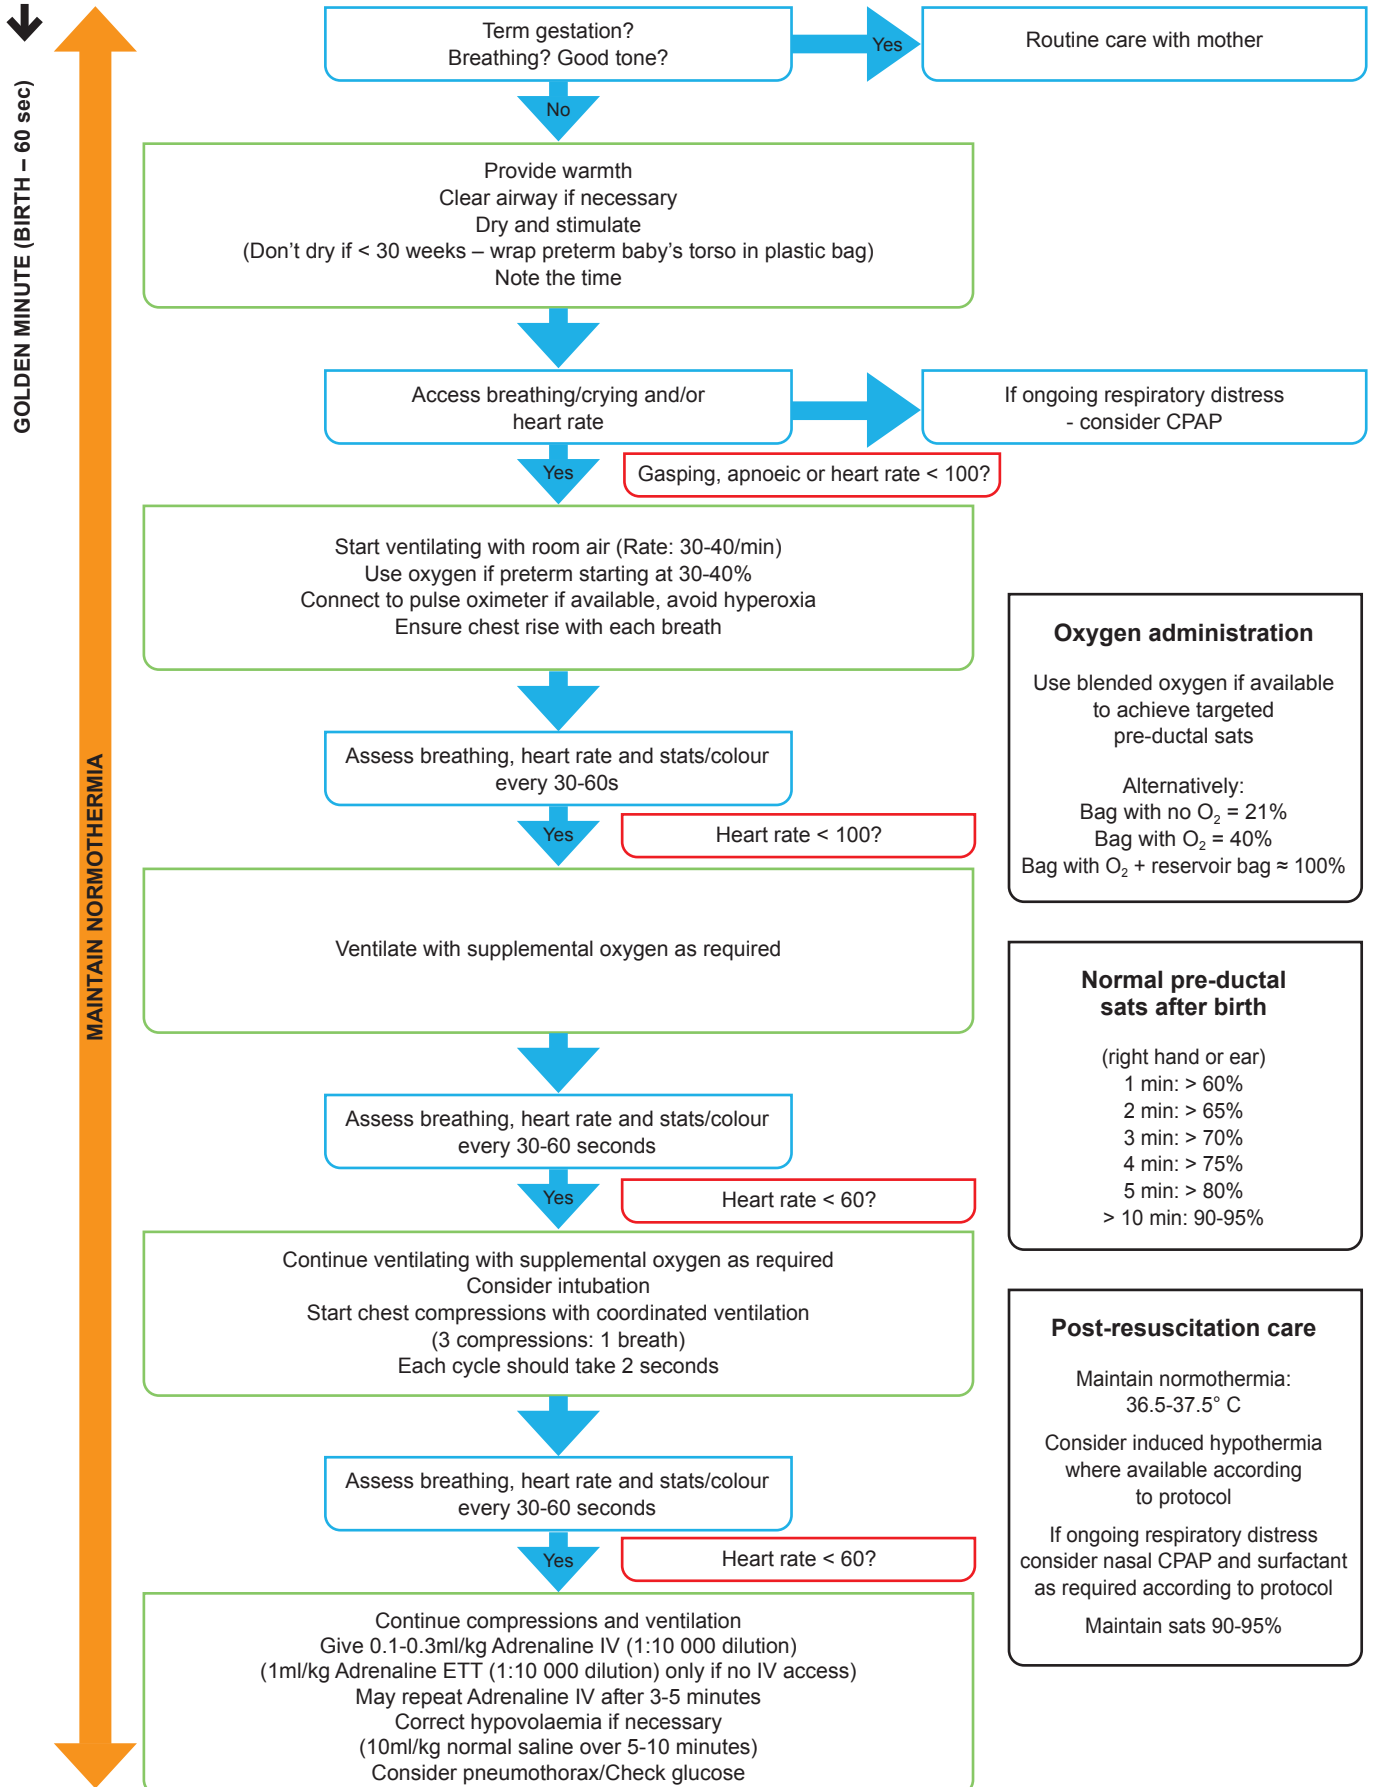 GOLDEN MINUTE (BIRTH – 60 sec)
MAINTAIN NORMOTHERMIA
Term gestation?
Breathing? Good tone?
Yes
Routine care with mother
No
Provide warmth
Clear airway if necessary
Dry and stimulate
(Don’t dry if < 30 weeks – wrap preterm baby’s torso in plastic bag)
Note the time
Access breathing/crying and/or
heart rate
If ongoing respiratory distress
- consider CPAP
Yes
Gasping, apnoeic or heart rate < 100?
Start ventilating with room air (Rate: 30-40/min)
Use oxygen if preterm starting at 30-40%
Connect to pulse oximeter if available, avoid hyperoxia
Ensure chest rise with each breath
Assess breathing, heart rate and stats/colour
every 30-60s
Yes
Heart rate < 100?
Ventilate with supplemental oxygen as required
Assess breathing, heart rate and stats/colour
every 30-60 seconds
Yes
Heart rate < 60?
Continue ventilating with supplemental oxygen as required
Consider intubation
Start chest compressions with coordinated ventilation
(3 compressions: 1 breath)
Each cycle should take 2 seconds
Assess breathing, heart rate and stats/colour
every 30-60 seconds
Yes
Heart rate < 60?
Continue compressions and ventilation
Give 0.1-0.3ml/kg Adrenaline IV (1:10 000 dilution)
(1ml/kg Adrenaline ETT (1:10 000 dilution) only if no IV access)
May repeat Adrenaline IV after 3-5 minutes
Correct hypovolaemia if necessary
(10ml/kg normal saline over 5-10 minutes)
Consider pneumothorax/Check glucose
Oxygen administration
Use blended oxygen if available
to achieve targeted
pre-ductal sats
Alternatively:
Bag with no O₂ = 21%
Bag with O₂ = 40%
Bag with O₂ + reservoir bag ≈ 100%
Normal pre-ductal
sats after birth
(right hand or ear)
1 min: > 60%
2 min: > 65%
3 min: > 70%
4 min: > 75%
5 min: > 80%
> 10 min: 90-95%
Post-resuscitation care
Maintain normothermia:
36.5-37.5° C
Consider induced hypothermia
where available according
to protocol
If ongoing respiratory distress
consider nasal CPAP and surfactant
as required according to protocol
Maintain sats 90-95%